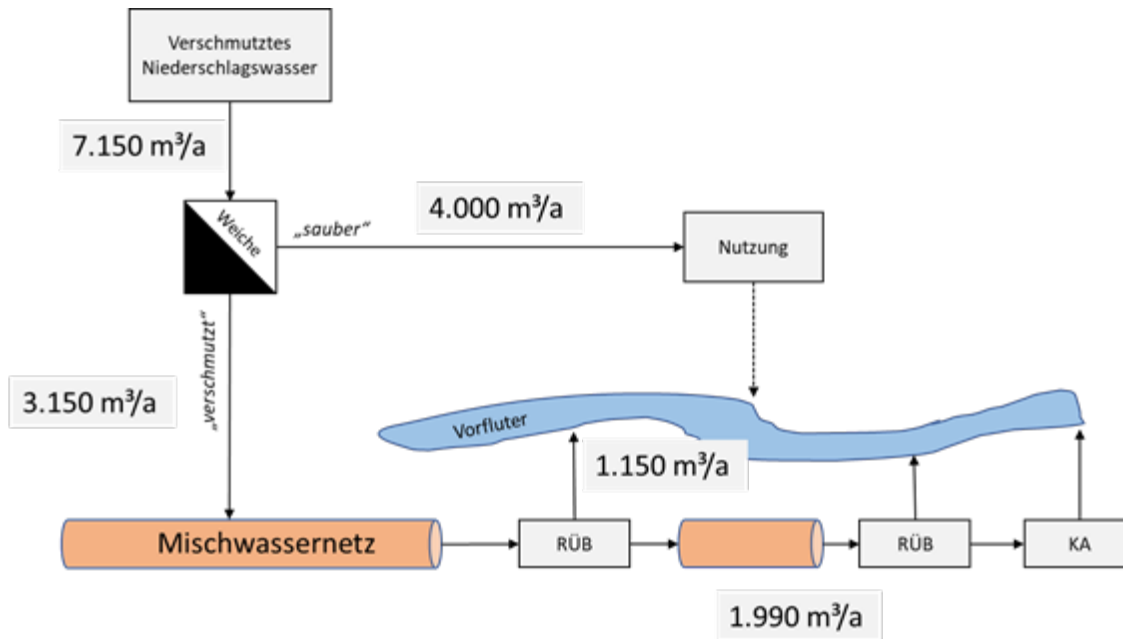 Verschmutztes
Niederschlagswasser
7.150 m³/a
Weiche
„sauber“
4.000 m³/a
Nutzung
„verschmutzt“
3.150 m³/a
Vorfluter
1.150 m³/a
Mischwassernetz
RÜB
RÜB
KA
1.990 m³/a